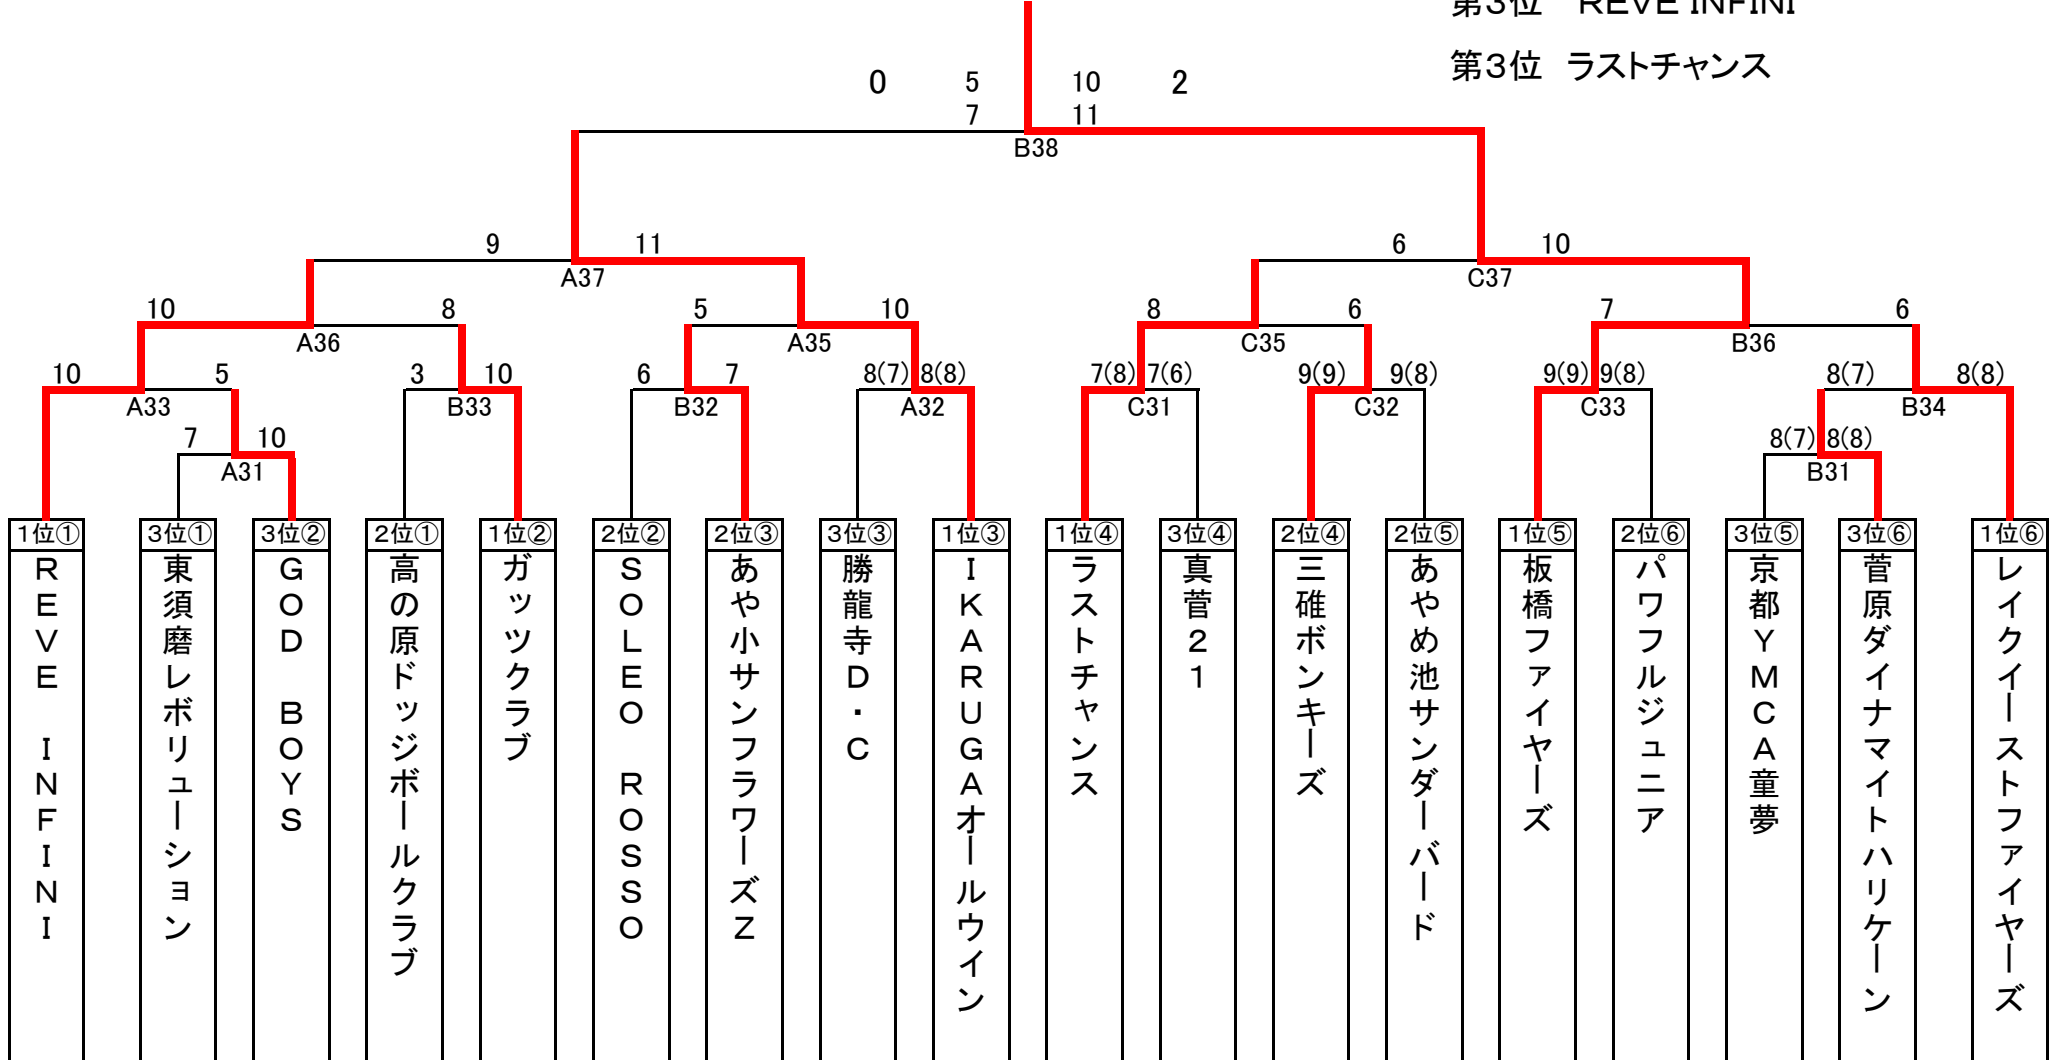 第3位 REVE INFINI
第3位 ラストチャンス
0 5 10 2
7 11
B38
9 11 6 10
A37 C37
10 8 5 10 8 6 7 6
A36 A35 C35 B36
10 5 3 10 6 7 8(7) 8(8) 7(8) 7(6) 9(9) 9(8) 9(9) 9(8) 8(7) 8(8)
A33 B33 B32 A32 C31 C32 C33 B34
7 10 8(7) 8(8)
A31 B31
1位① 3位① 3位② 2位① 1位② 2位② 2位③ 3位③ 1位③ 1位④ 3位④ 2位④ 2位⑤ 1位⑤ 2位⑥ 3位⑤ 3位⑥ 1位⑥
REVE INFINI
東須磨レボリューション
GOD BOYS
高の原ドッジボールクラブ
ガッツクラブ
SOLEO ROSSO
あや小サンフラワーズZ
勝龍寺D・C
IKARUGAオールウイン
ラストチャンス
真菅21
三碓ボンキーズ
あやめ池サンダーバード
板橋ファイヤーズ
パワフルジュニア
京都YMCA童夢
菅原ダイナマイトハリケーン
レイクイーストファイヤーズ